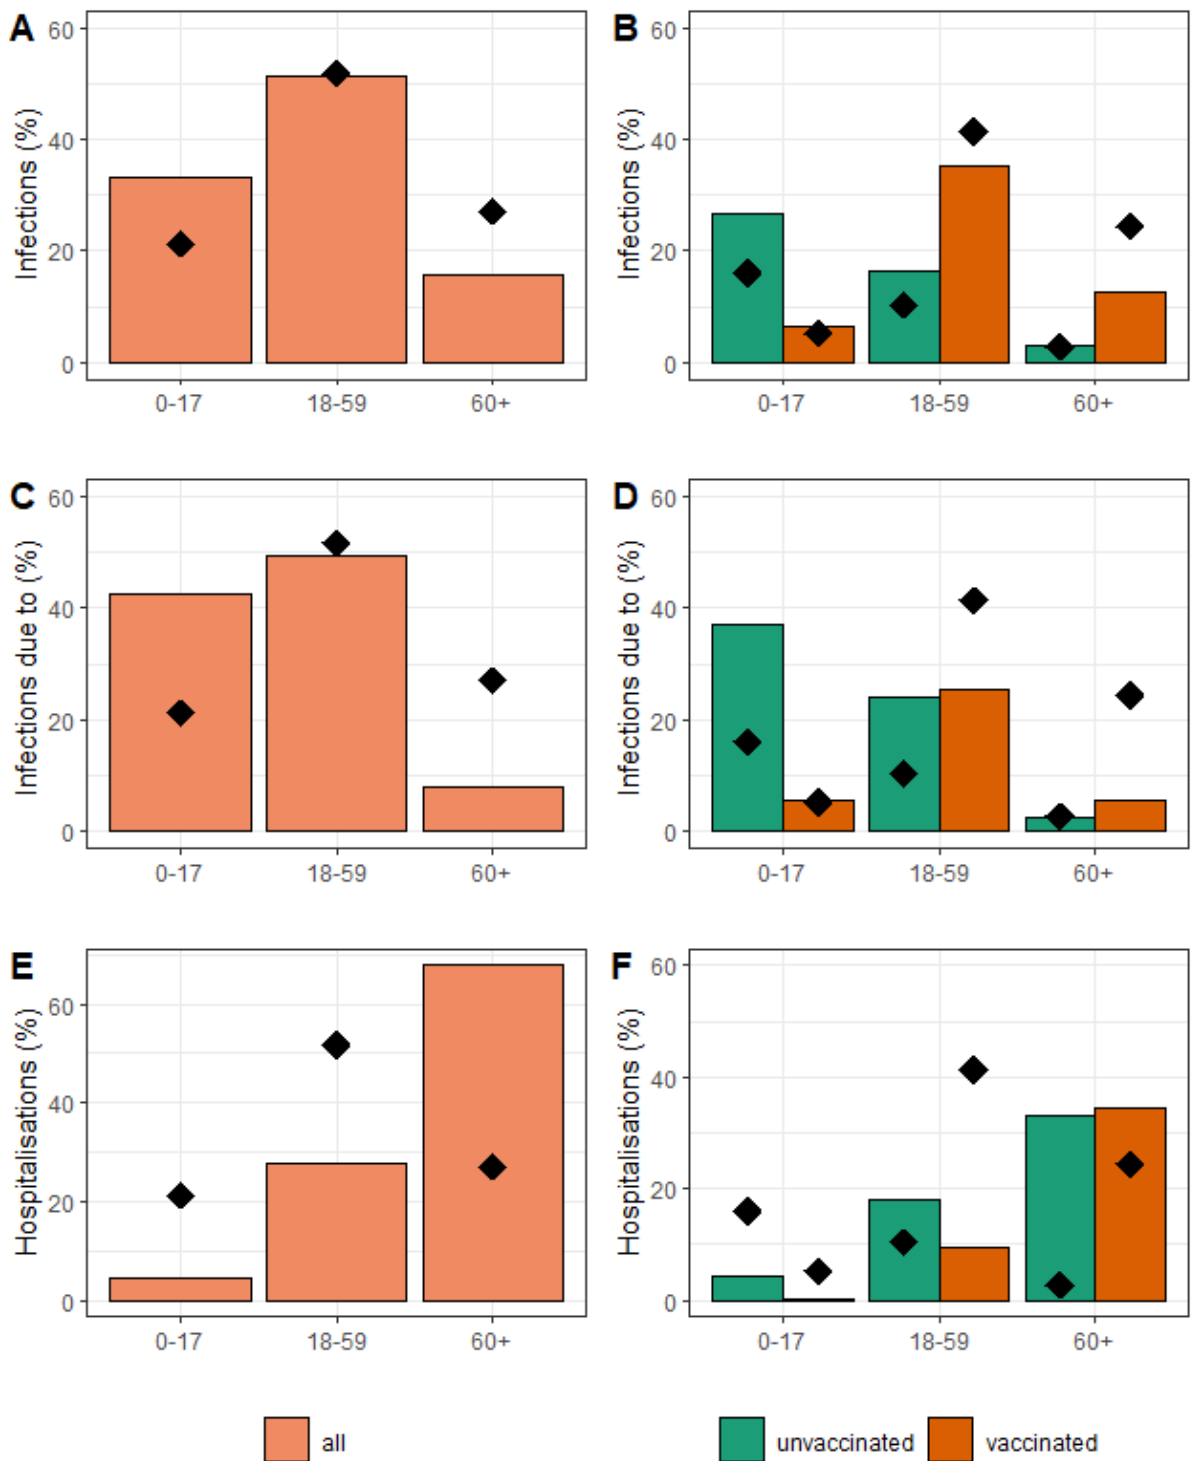 A
Infections (%)
60
40
20
0
0-17 18-59 60+
B
Infections (%)
60
40
20
0
0-17 18-59 60+
C
Infections due to (%)
60
40
20
0
0-17 18-59 60+
D
Infections due to (%)
60
40
20
0
0-17 18-59 60+
E
Hospitalisations (%)
60
40
20
0
0-17 18-59 60+
F
Hospitalisations (%)
60
40
20
0
0-17 18-59 60+
all
unvaccinated vaccinated